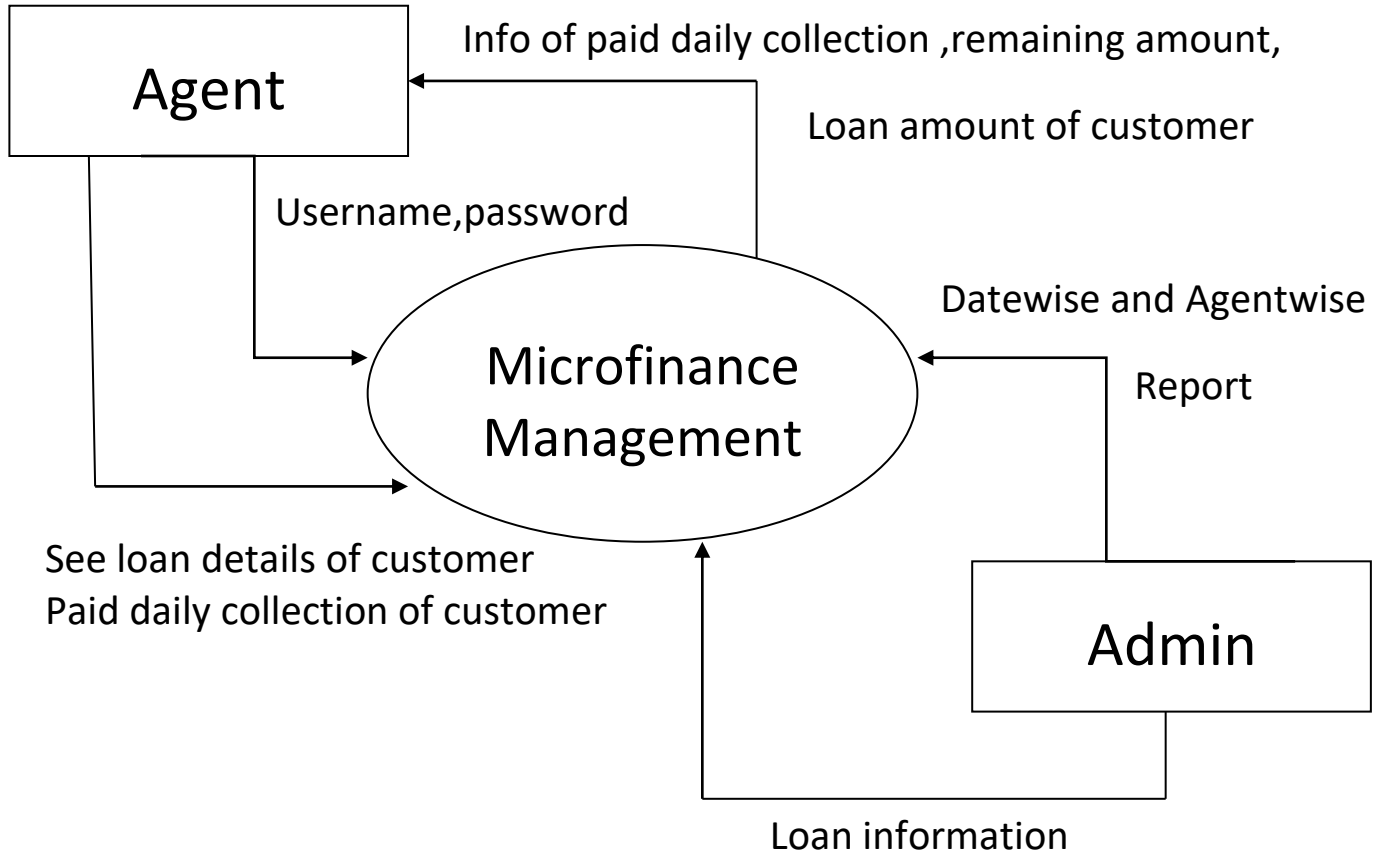 Info of paid daily collection ,remaining amount,
Agent
Loan amount of customer
Username,password
Datewise and Agentwise
Microfinance
Report
Management
See loan details of customer
Paid daily collection of customer
Admin
Loan information